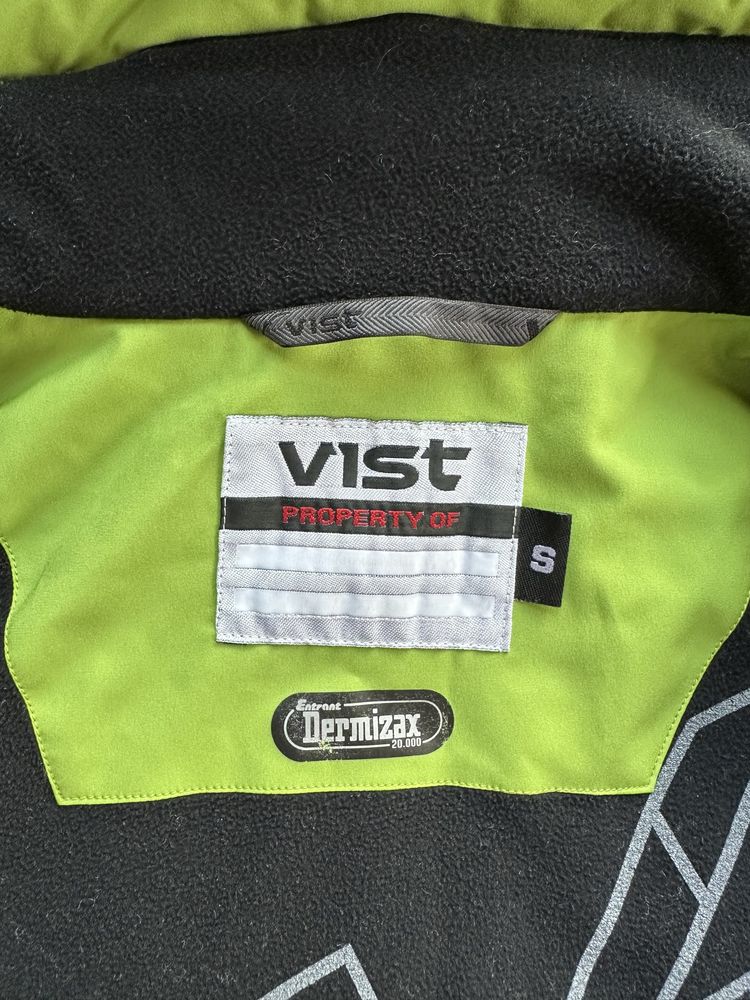 vist
vist
PROPERTY OF
S
Entrant
Dermizax
20.000